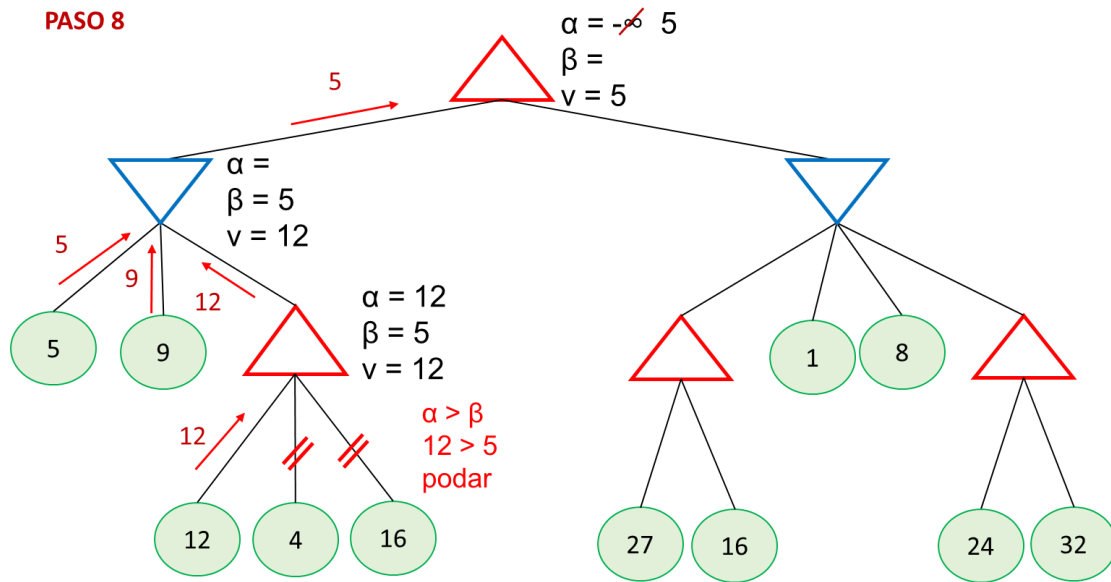 PASO 8
α = -∞ 5
β =
v = 5
5
α =
β = 5
v = 12
5
9
12
5
9
α = 12
β = 5
v = 12
1
8
α > β
12 > 5
podar
12
12
4
16
27
16
24
32